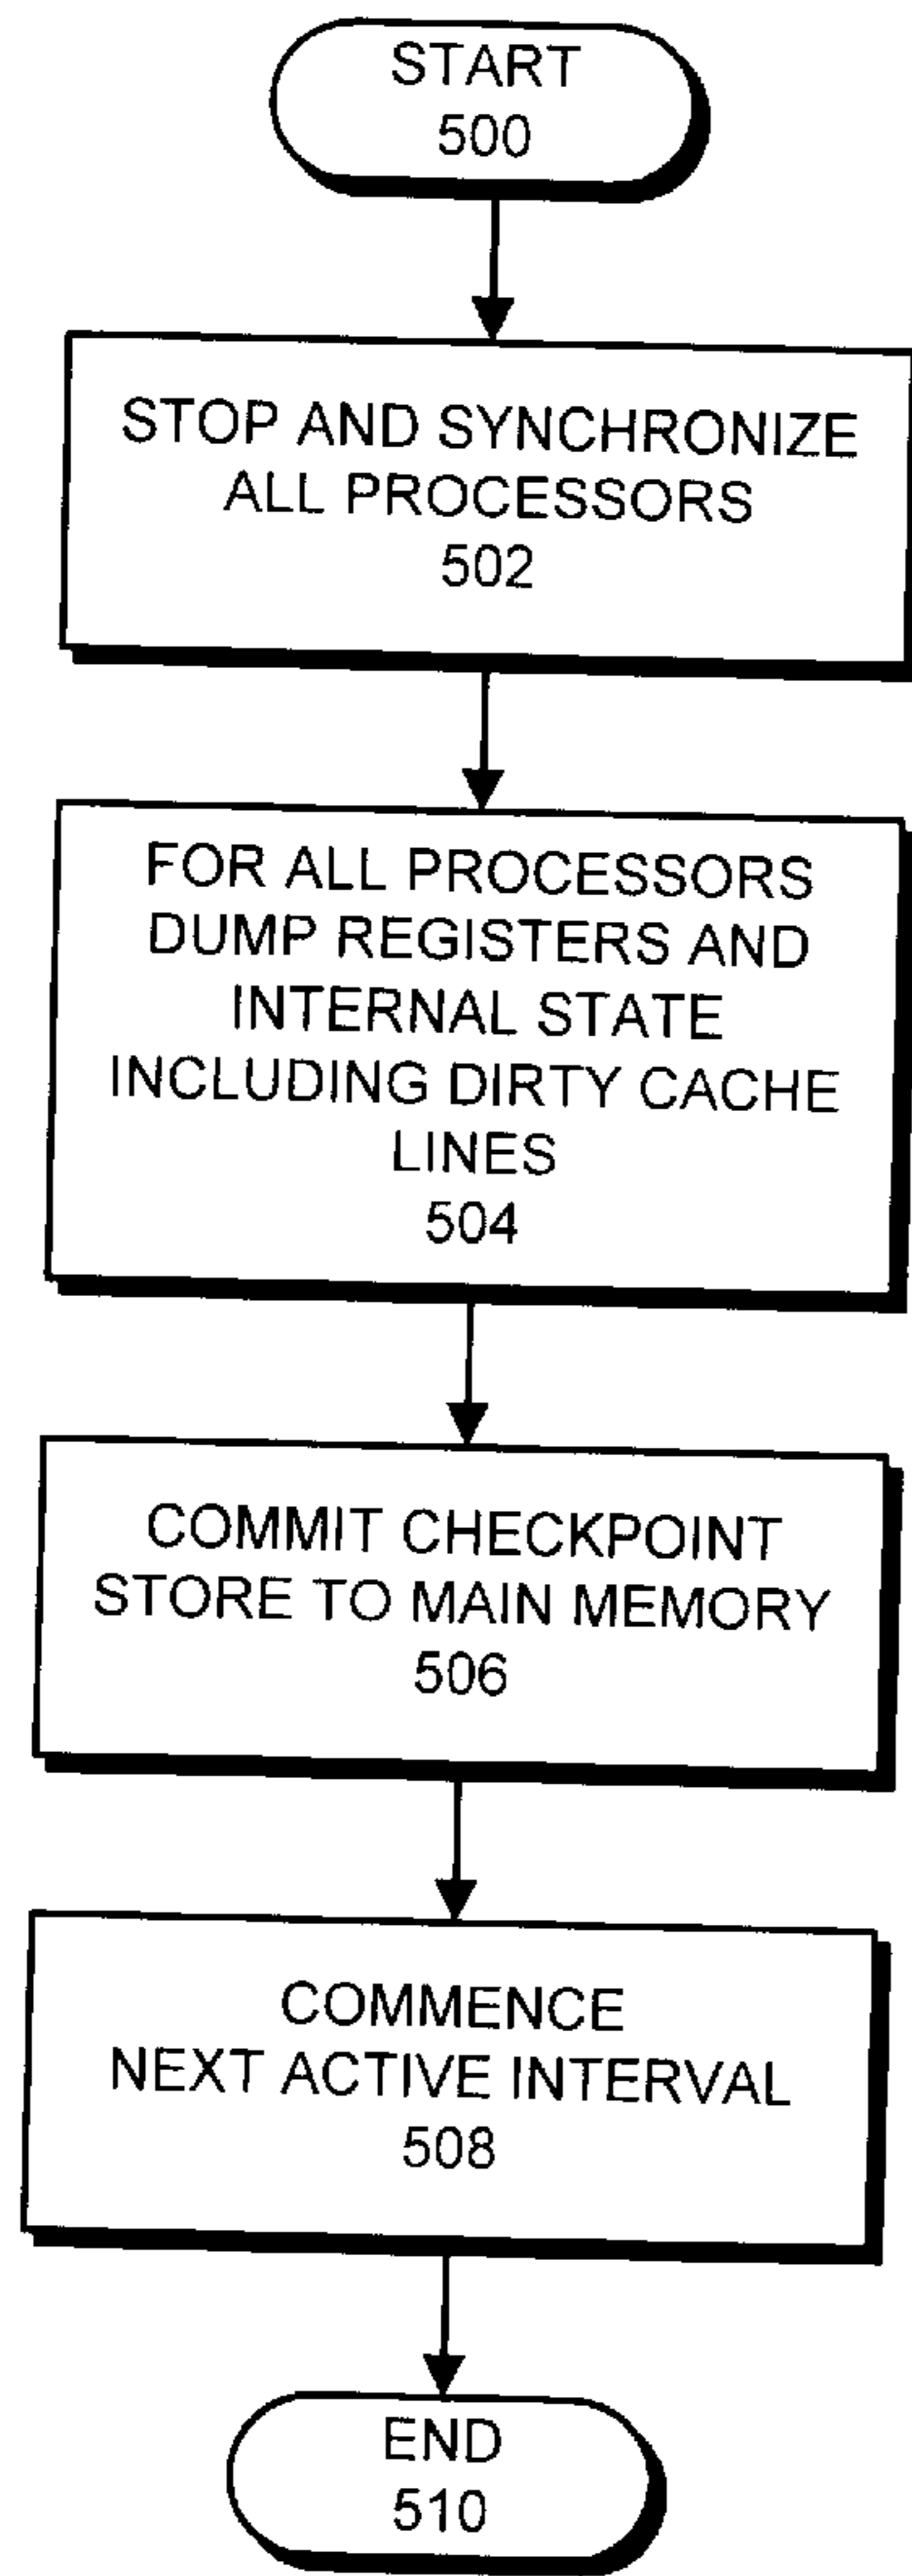 START
500
STOP AND SYNCHRONIZE
ALL PROCESSORS
502
FOR ALL PROCESSORS
DUMP REGISTERS AND
INTERNAL STATE
INCLUDING DIRTY CACHE
LINES
504
COMMIT CHECKPOINT
STORE TO MAIN MEMORY
506
COMMENCE
NEXT ACTIVE INTERVAL
508
END
510